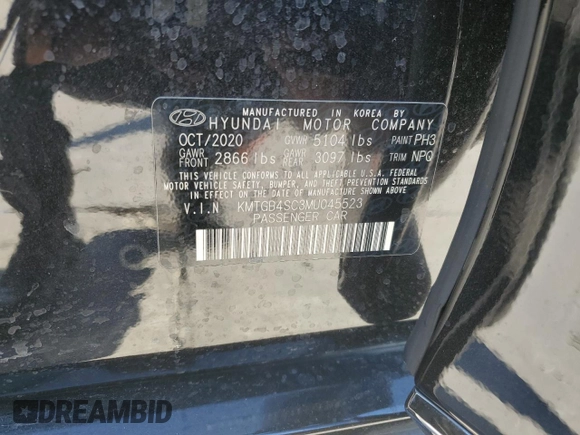 MANUFACTURED IN KOREA BY
HYUNDAI MOTOR COMPANY
OCT/2020 GVWR 5104 lbs PAINT PH3
GAWR FRONT 2866 lbs GAWR REAR 3097 lbs TRIM NPQ
THIS VEHICLE CONFORMS TO ALL APPLICABLE U.S.A. FEDERAL
MOTOR VEHICLE SAFETY, BUMPER, AND THEFT PREVENTION STANDARDS
IN EFFECT ON THE DATE OF MANUFACTURE SHOWN ABOVE
V.I.N KMTGB4SC3MU045523
PASSENGER CAR
DREAMBID